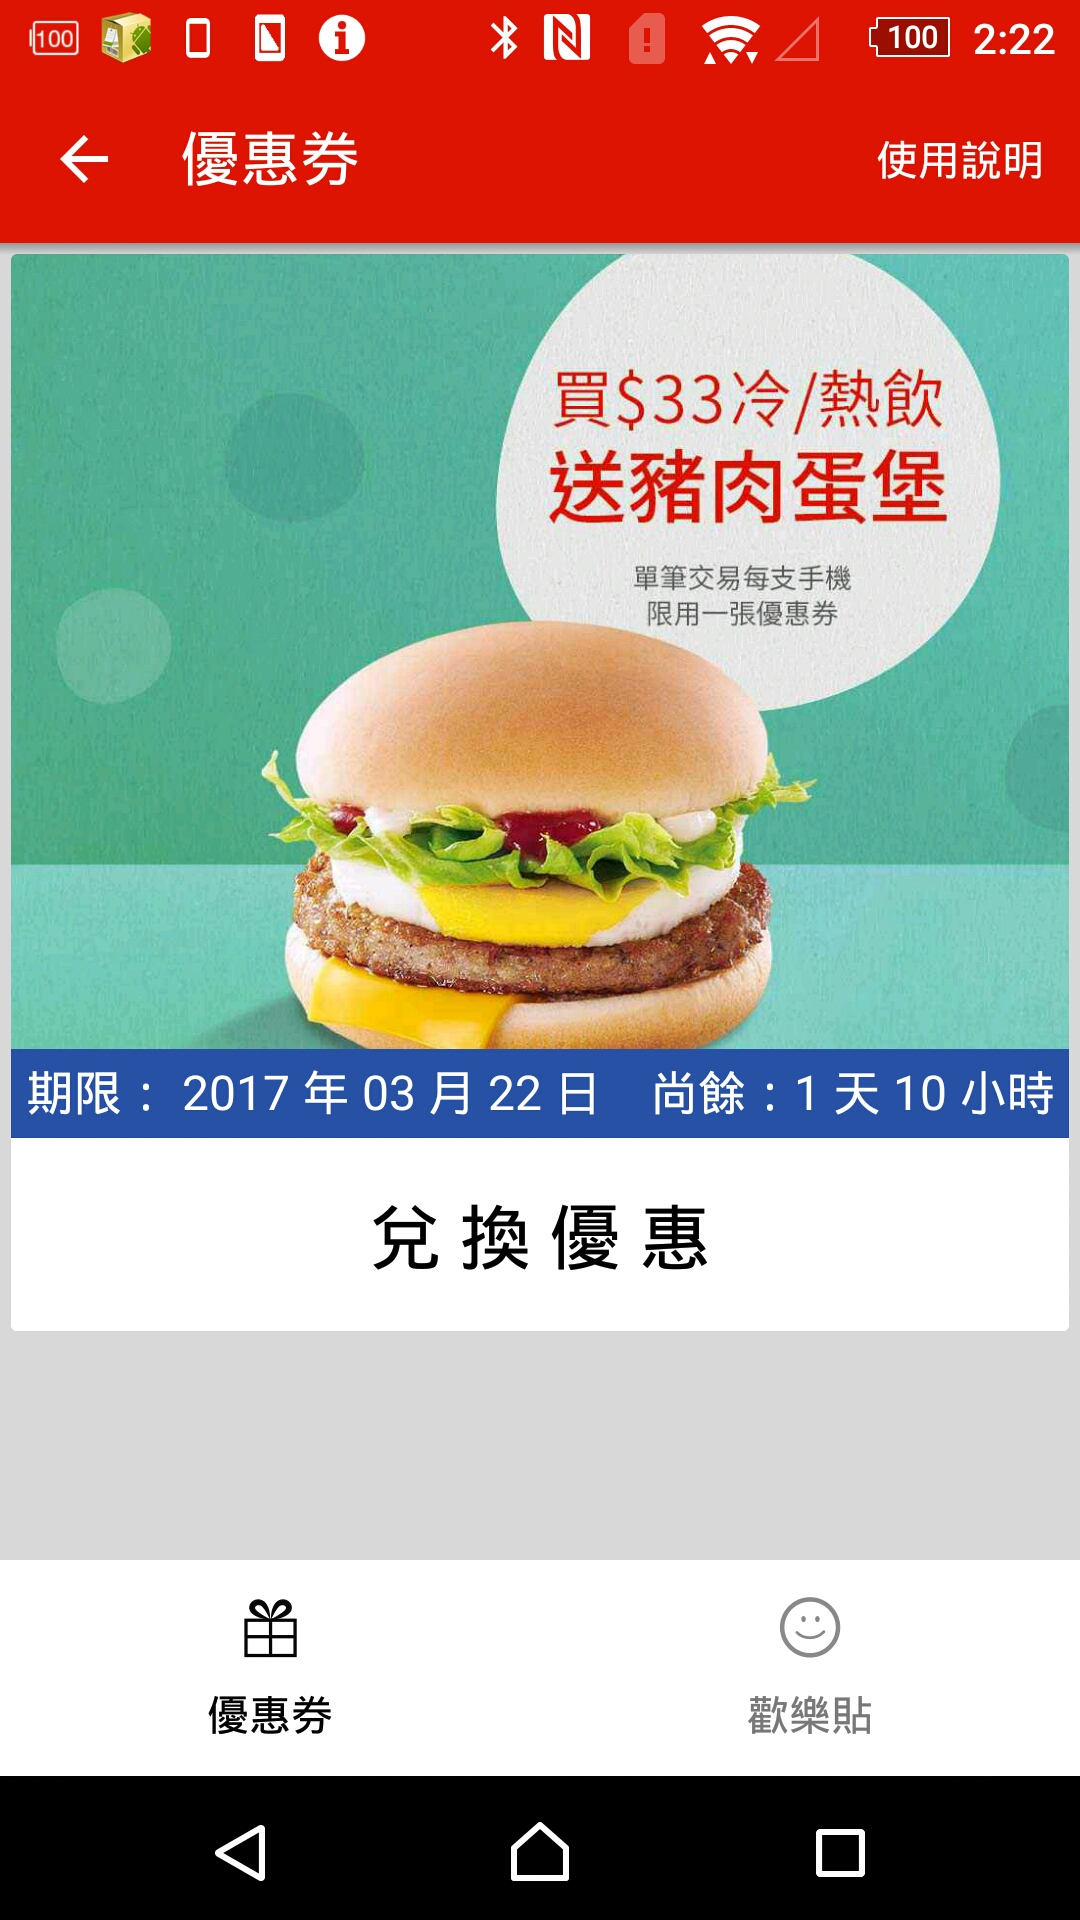 100
100
2:22
優惠券
使用說明
買$33冷/熱飲
送豬肉蛋堡
單筆交易每支手機
限用一張優惠券
期限： 2017 年 03 月 22 日
尚餘：1 天 10 小時
兌 換 優 惠
優惠券
歡樂貼